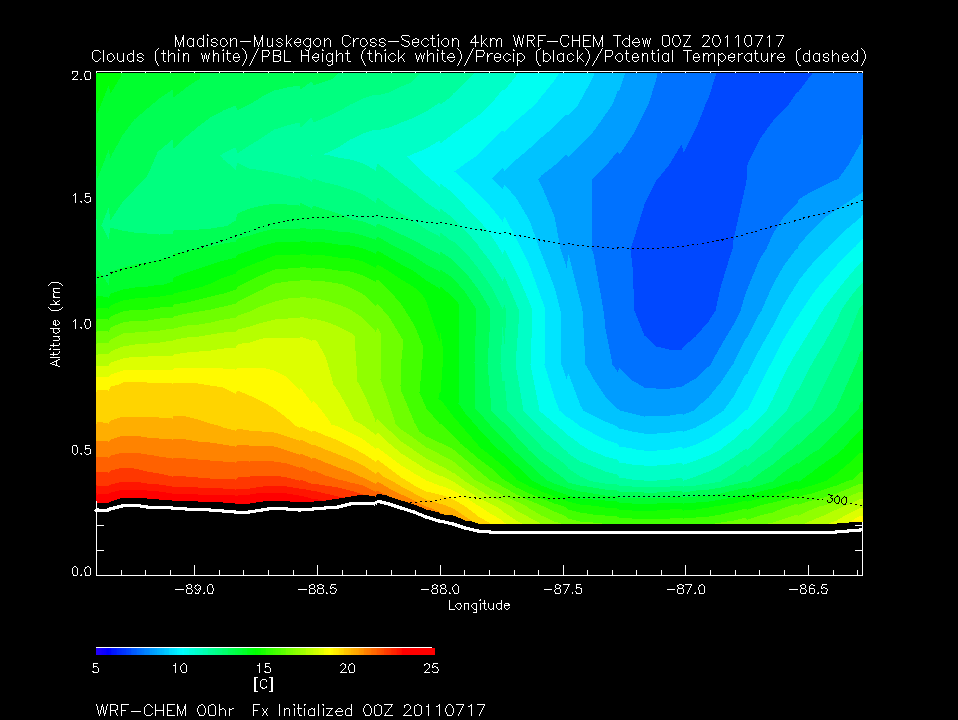 Madison-Muskegon Cross-Section 4km WRF-CHEM Tdew 00Z 20110717
Clouds (thin white)/PBL Height (thick white)/Precip (black)/Potential Temperature (dashed)
2.0
1.5
1.0
0.5
0.0
Altitude (km)
300
-89.0 -88.5 -88.0 -87.5 -87.0 -86.5
Longitude
5 10 15 20 25
[C]
WRF-CHEM 00hr Fx Initialized 00Z 20110717